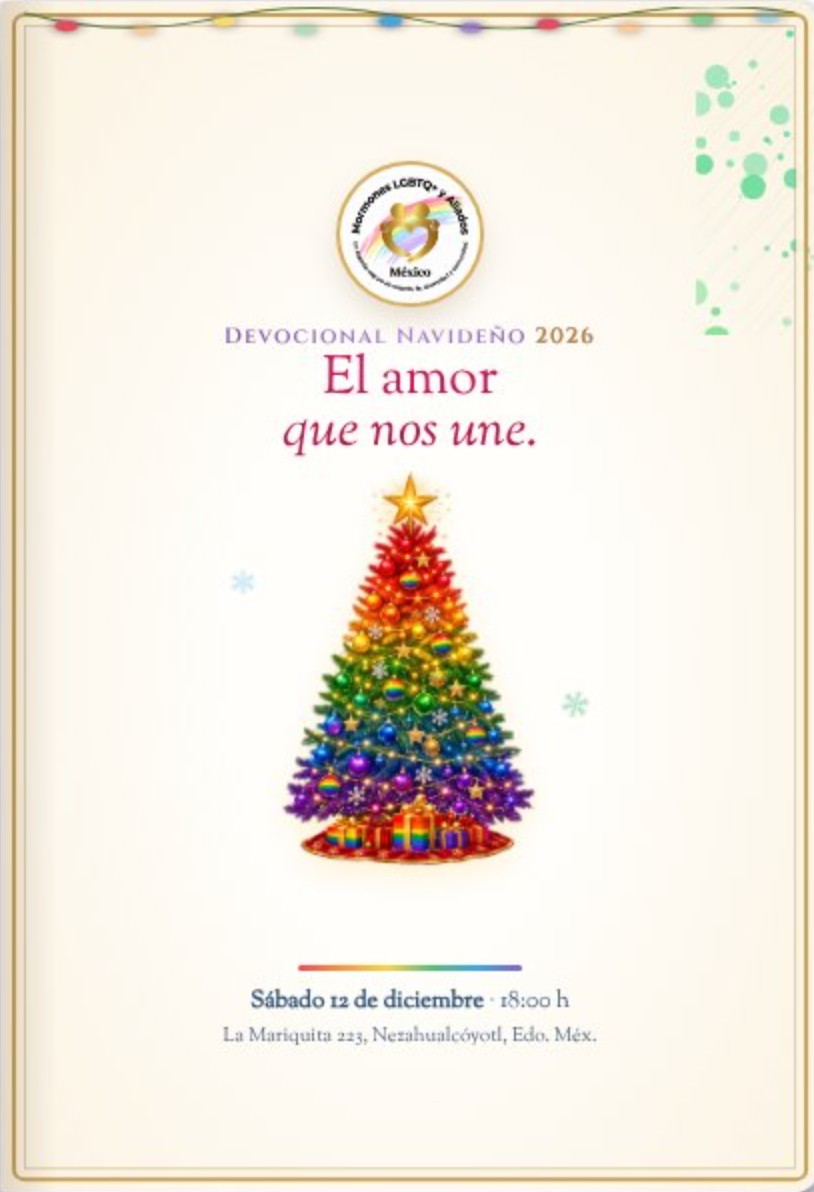 Mormones LGBTQ+ y Aliados
México
Devocional Navideño 2026
El amor
que nos une.
Sábado 12 de diciembre · 18:00 h
La Mariquita 223, Nezahualcóyotl, Edo. Méx.